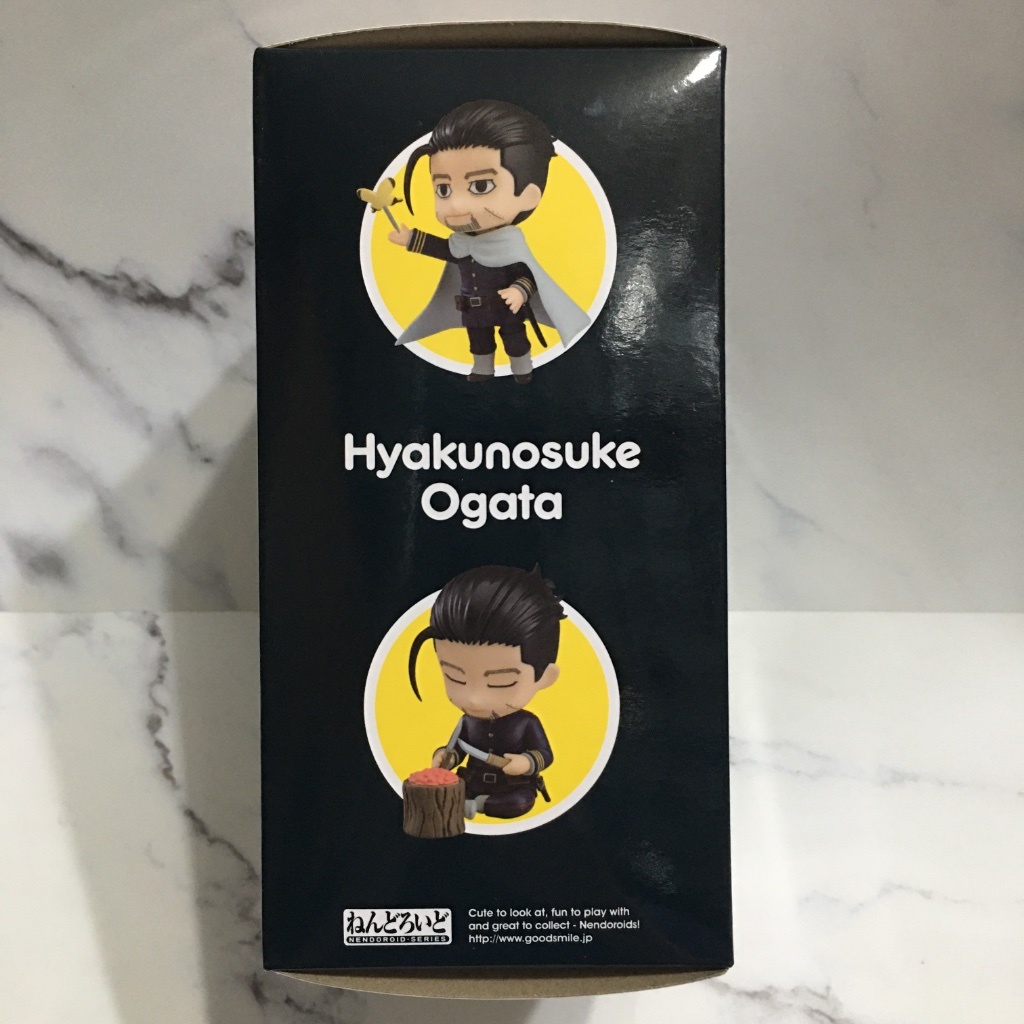 Hyakunosuke
Ogata
ねんどろいど
NENDOROID-SERIES
Cute to look at, fun to play with
and great to collect - Nendoroids!
http://www.goodsmile.jp